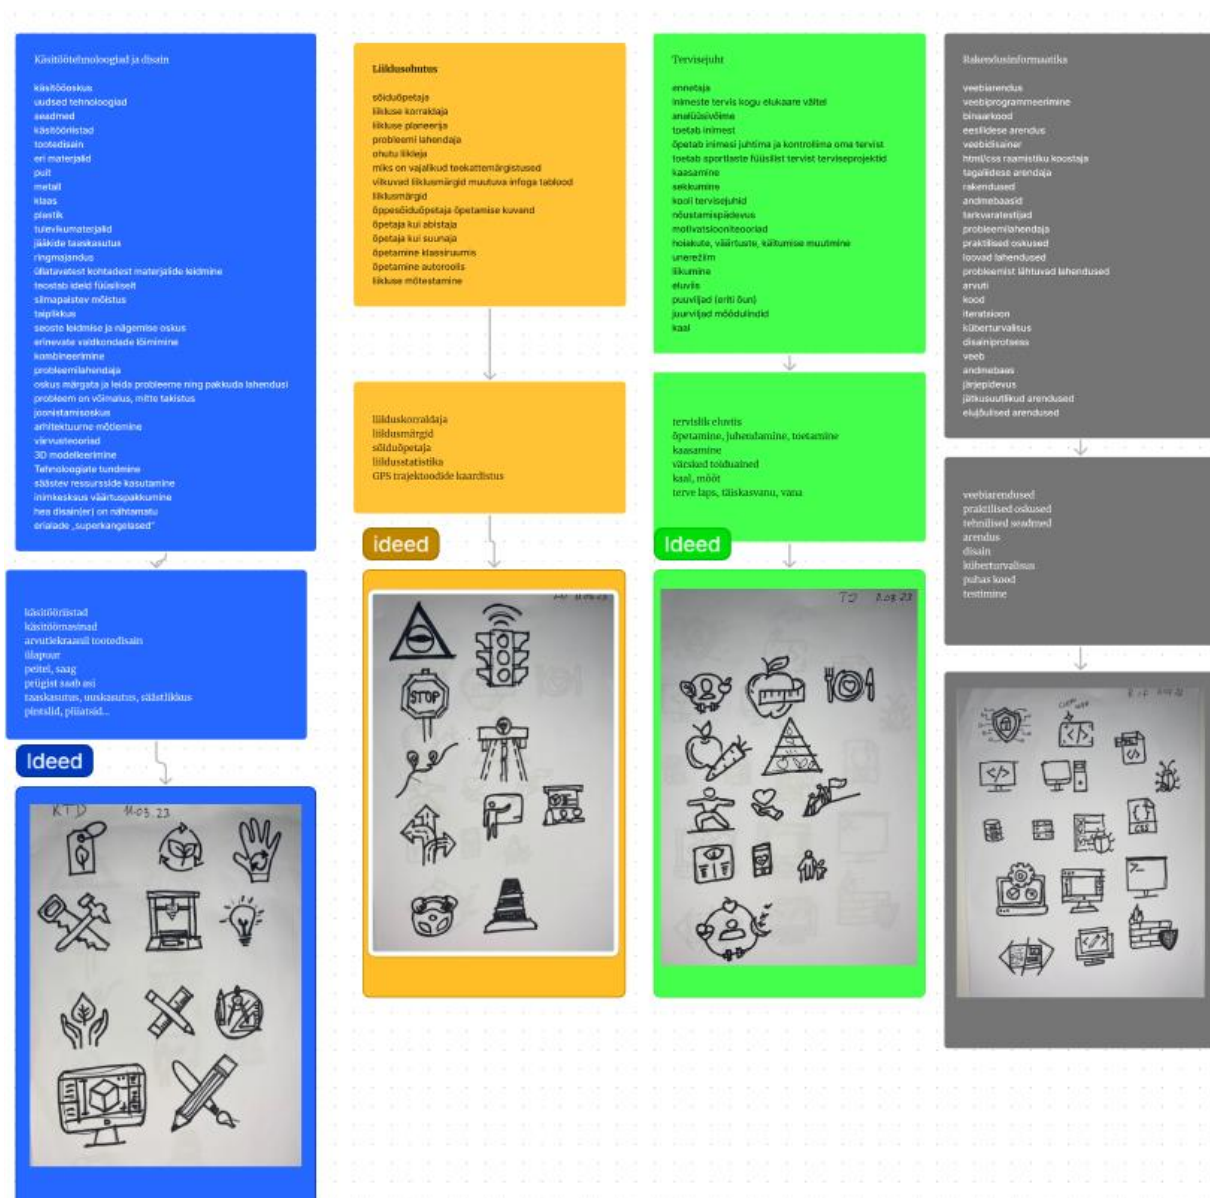 Käsitöötehnoloogiad ja disain
käsitööoskus
uudsed tehnoloogiad
seadmed
käsitööriistad
tootedisain
eri materjalid
puit
metall
klaas
plastik
tulevikumaterjalid
jääkide taaskasutus
ringmajandus
üllatavatest kohtadest materjalide leidmine
teostab ideid füüsiliselt
silmapaistev mõistus
taiplikkus
seoste leidmise ja nägemise oskus
erinevate valdkondade lõimimine
kombineerimine
probleemilahendaja
oskus märgata ja leida probleeme ning pakkuda lahendusi
probleem on võimalus, mitte takistus
joonistamisoskus
arhitektuurne mõtlemine
värvusteooriad
3D modelleerimine
Tehnoloogiate tundmine
säästev ressursside kasutamine
inimkesksus väärtuspakkumine
hea disain(er) on nähtamatu
erialade „superkangelased"
käsitööriistad
käsitöömasinad
arvutiekraanil tootedisain
lilapuur
peitel, saag
prügist saab asi
taaskasutus, uuskasutus, säästlikkus
pintslid, pliiatsid...
Ideed
KTD 11.03.23
Liiklusohutus
sõiduõpetaja
liikluse korraldaja
liikluse planeerija
probleemi lahendaja
ohutu liikleja
miks on vajalikud teekattemärgistused
vilkuvad liiklusmärgid muutuva infoga tablood
liiklusmärgid
õppesõiduõpetaja õpetamise kuvand
õpetaja kui abistaja
õpetaja kui suunaja
õpetamine klassiruumis
õpetamine autoroolis
liikluse mõtestamine
liikluskorraldaja
liiklusmärgid
sõiduõpetaja
liiklusstatistika
GPS trajektoodide kaardistus
ideed
STOP
Tervisejuht
ennetaja
inimeste tervis kogu elukaare vältel
analüüsivõime
toetab inimest
õpetab inimesi juhtima ja kontrollima oma tervist
toetab sportlaste füüsilist tervist terviseprojektid
kaasamine
sekkumine
kooli tervisejuhid
nõustamispädevus
motivatsiooniteooriad
hoiakute, väärtuste, käitumise muutmine
unerežiim
liikumine
eluviis
puuviljad (eriti õun)
juurviljad mõõdulindid
kaal
tervislik eluviis
õpetamine, juhendamine, toetamine
kaasamine
värsked toiduained
kaal, mõõt
terve laps, täiskasvanu, vana
Ideed
TJ 11.03.23
Rakendusinformaatika
veebiarendus
veebiprogrammeerimine
binaarkood
eesliidese arendus
veebidisainer
html/css raamistiku koostaja
tagaliidese arendaja
rakendused
andmebaasid
tarkvaratestijad
probleemilahendaja
praktilised oskused
loovad lahendused
probleemist lähtuvad lahendused
arvuti
kood
iteratsioon
küberturvalisus
disainiprotsess
veeb
andmebaas
järjepidevus
jätkusuutlikud arendused
elujõulised arendused
veebiarendused
praktilised oskused
tehnilised seadmed
arendus
disain
küberturvalisus
puhas kood
testimine